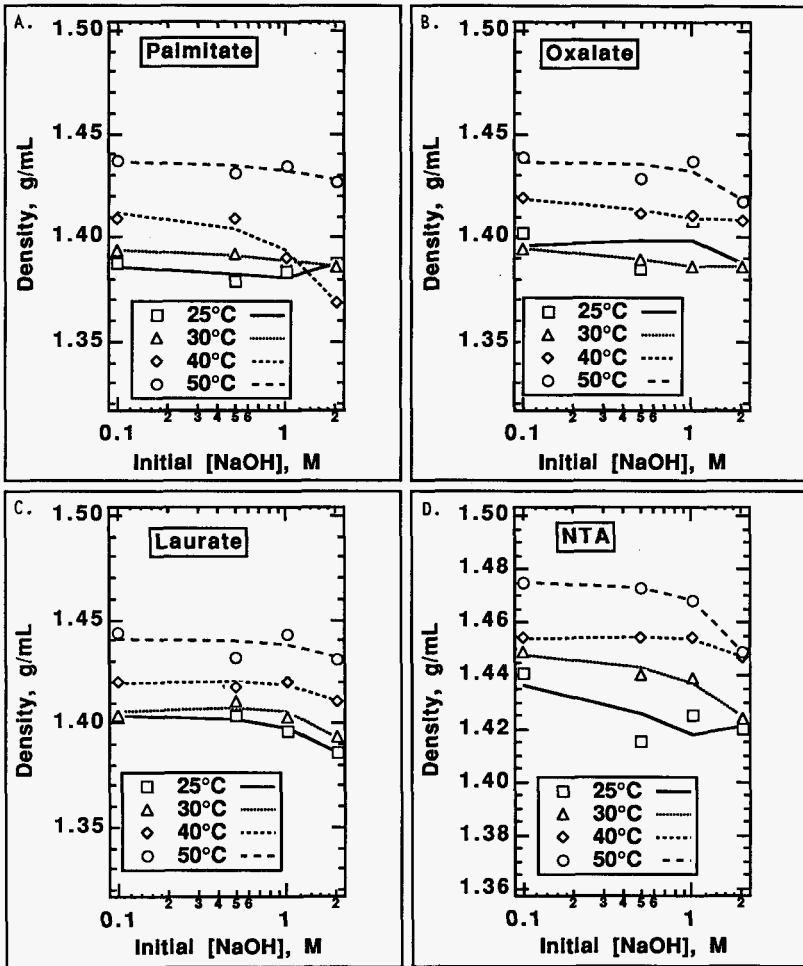 A.
Palmitate
1.50
1.45
1.40
1.35
Density, g/mL
25°C
30°C
40°C
50°C
0.1
2
3
4
5
6
1
2
Initial [NaOH], M
B.
Oxalate
1.50
1.45
1.40
1.35
Density, g/mL
25°C
30°C
40°C
50°C
0.1
2
3
4
5
6
1
2
Initial [NaOH], M
C.
Laurate
1.50
1.45
1.40
1.35
Density, g/mL
25°C
30°C
40°C
50°C
0.1
2
3
4
5
6
1
2
Initial [NaOH], M
D.
NTA
1.50
1.48
1.46
1.44
1.42
1.40
1.38
1.36
Density, g/mL
25°C
30°C
40°C
50°C
0.1
2
3
4
5
6
1
2
Initial [NaOH], M